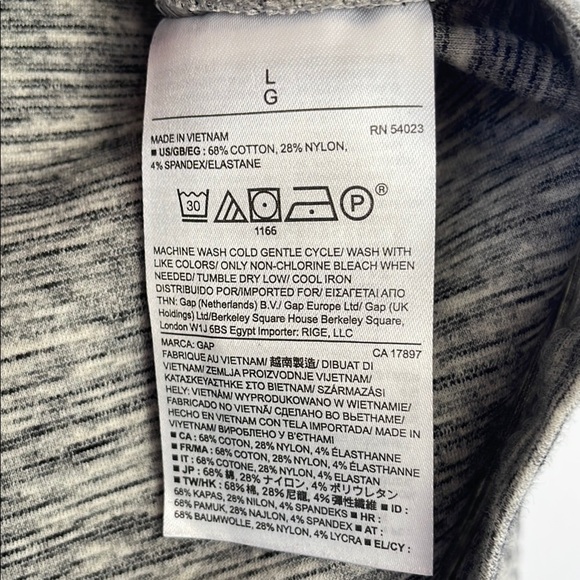 L
G
MADE IN VIETNAM RN 54023
■ US/GB/EG : 68% COTTON, 28% NYLON,
4% SPANDEX/ELASTANE
30 P ®
1166
MACHINE WASH COLD GENTLE CYCLE/ WASH WITH
LIKE COLORS/ ONLY NON-CHLORINE BLEACH WHEN
NEEDED/ TUMBLE DRY LOW/ COOL IRON
DISTRIBUIDO POR/IMPORTED FOR/ ΕΙΣΑΓΕΤΑΙ ΑΠΟ
ΤΗΝ: Gap (Netherlands) B.V./ Gap Europe Ltd/ Gap (UK
Holdings) Ltd/Berkeley Square House Berkeley Square,
London W1J 6BS Egypt Importer: RIGE, LLC
MARCA: GAP CA 17897
FABRIQUE AU VIETNAM/ 越南製造/ DIBUAT DI
VIETNAM/ ZEMLJA PROIZVODNJE VIJETNAM/
ΚΑΤΑΣΚΕΥΑΣΤΗΚΕ ΣΤΟ ΒΙΕΤΝΑΜ/ SZÁRMAZÁSI
HELY: VIETNAM/ WYPRODUKOWANO W WIETNAMIE/
FABRICADO NO VIETNÃ/ СДЕЛАНО ВО ВЬЕТНАМЕ/
HECHO EN VIETNAM CON TELA IMPORTADA/ MADE IN
VIYETNAM/ ВИРОБЛЕНО У В'ЄТНАМІ
■ CA : 68% COTON, 28% NYLON, 4% ÉLASTHANNE
■ FR/MA : 68% COTON, 28% NYLON, 4% ÉLASTHANNE
■ IT : 68% COTONE, 28% NYLON, 4% ELASTAN
■ JP : 68% 綿, 28% ナイロン, 4% ポリウレタン
■ TW/HK : 68% 棉, 28% 尼龍, 4% 彈性纖維 ■ ID :
68% KAPAS, 28% NILON, 4% SPANDEKS ■ HR :
68% PAMUK, 28% NAJLON, 4% SPANDEX ■ AT :
68% BAUMWOLLE, 28% NYLON, 4% LYCRA ■ EL/CY :